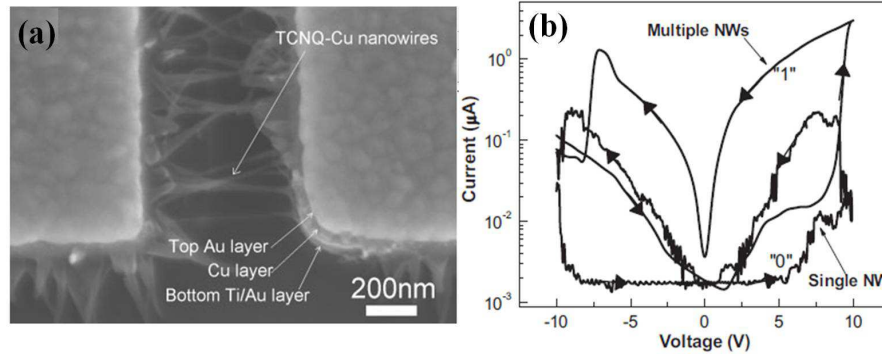 (a)
TCNQ-Cu nanowires
Top Au layer
Cu layer
Bottom Ti/Au layer
200nm
(b)
Multiple NWs
"1"
"0"
Single NW
Current (µA)
10⁰
10⁻¹
10⁻²
10⁻³
-10 -5 0 5 10
Voltage (V)